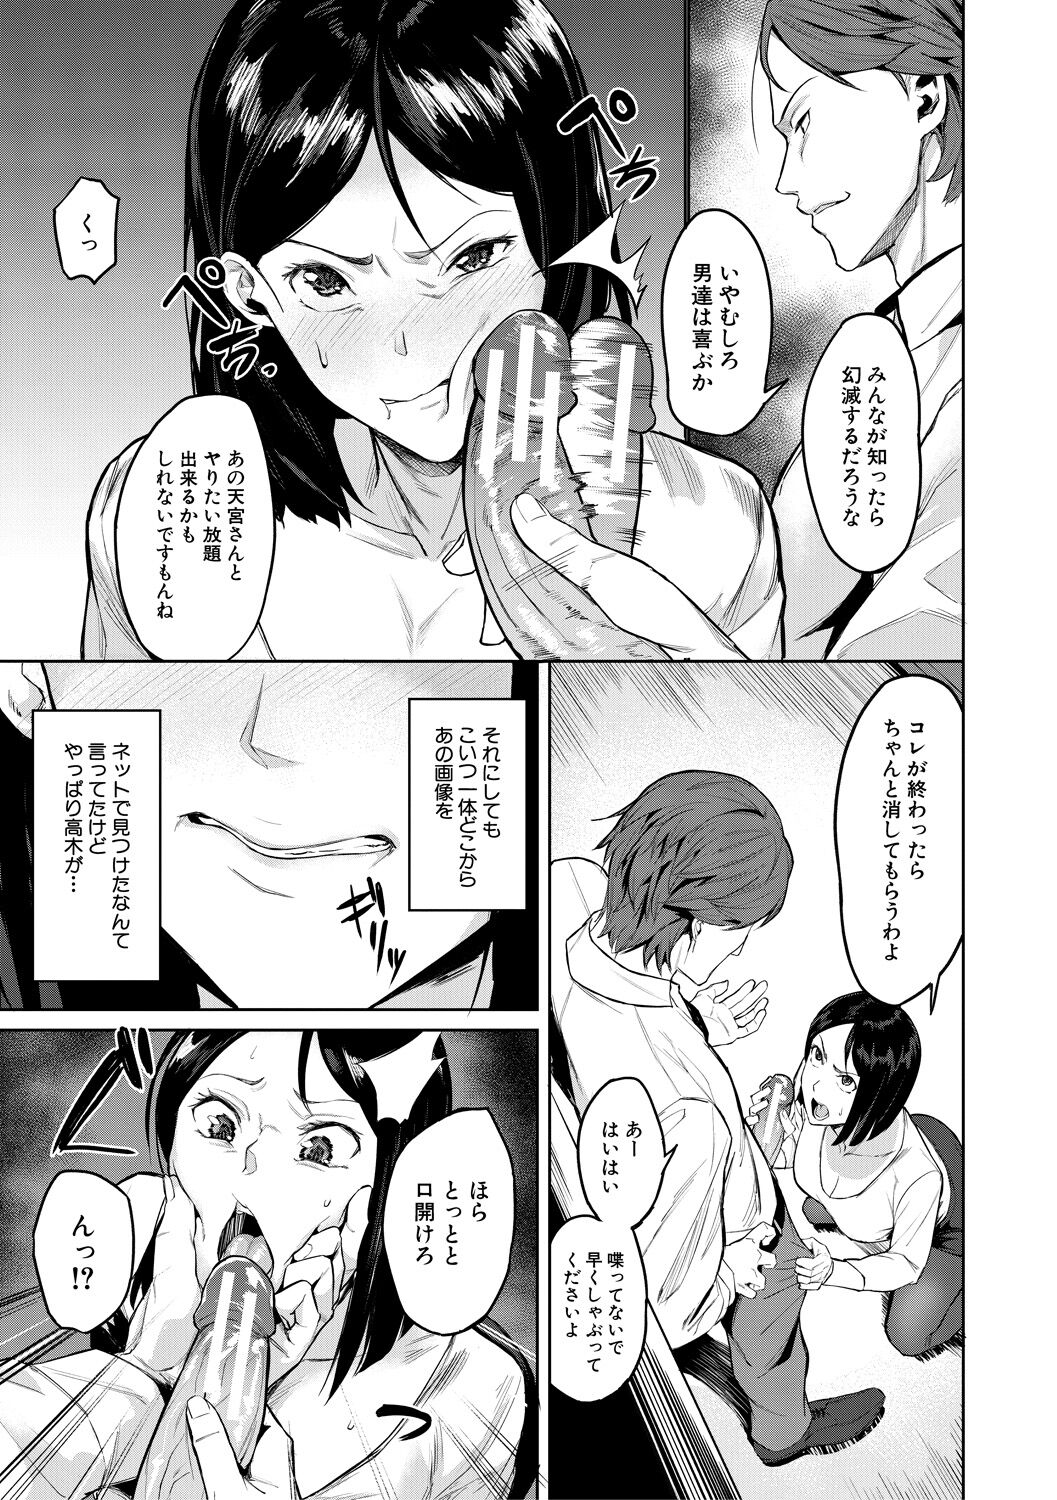 みんなが知ったら
幻滅するだろうな
いやむしろ
男達は喜ぶか
ぺち
くっ
ぺち
あの天宮さんと
ヤりたい放題
出来るかも
しれないですもんね
コレが終わったら
ちゃんと消してもらうわよ
あー
はいはい
喋ってないで
早くしゃぶって
くださいよ
それにしても
こいつ一体どこから
あの画像を
ギリッ
ネットで見つけたなんて
言ってたけど
やっぱり高木が…
ほら
とっとと
口開けろ
ぐ
んっ!?
っ